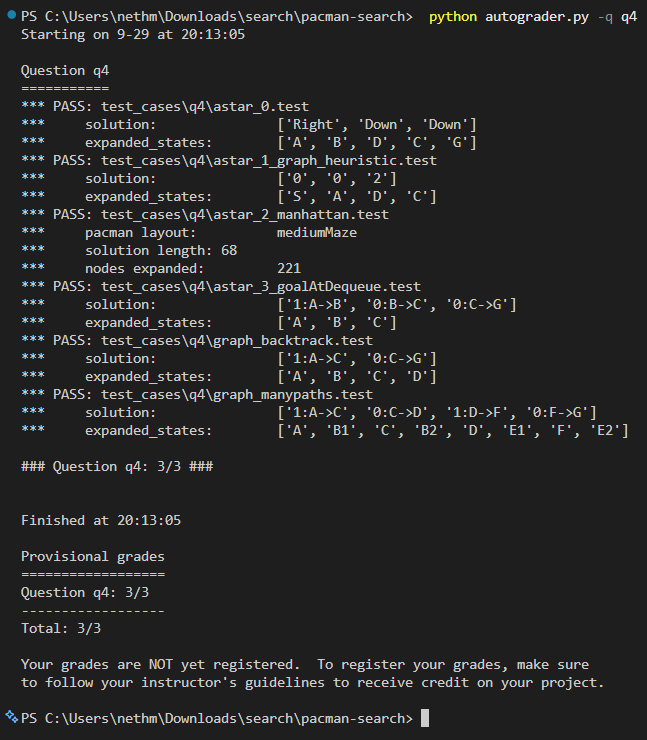 PS C:\Users\nethm\Downloads\search\pacman-search>  python autograder.py -q q4
Starting on 9-29 at 20:13:05

Question q4
===========
*** PASS: test_cases\q4\astar_0.test
***     solution:               ['Right', 'Down', 'Down']
***     expanded_states:        ['A', 'B', 'D', 'C', 'G']
*** PASS: test_cases\q4\astar_1_graph_heuristic.test
***     solution:               ['0', '0', '2']
***     expanded_states:        ['S', 'A', 'D', 'C']
*** PASS: test_cases\q4\astar_2_manhattan.test
***     pacman layout:          mediumMaze
***     solution length: 68
***     nodes expanded:         221
*** PASS: test_cases\q4\astar_3_goalAtDequeue.test
***     solution:               ['1:A->B', '0:B->C', '0:C->G']
***     expanded_states:        ['A', 'B', 'C']
*** PASS: test_cases\q4\graph_backtrack.test
***     solution:               ['1:A->C', '0:C->G']
***     expanded_states:        ['A', 'B', 'C', 'D']
*** PASS: test_cases\q4\graph_manypaths.test
***     solution:               ['1:A->C', '0:C->D', '1:D->F', '0:F->G']
***     expanded_states:        ['A', 'B1', 'C', 'B2', 'D', 'E1', 'F', 'E2']

### Question q4: 3/3 ###


Finished at 20:13:05

Provisional grades
==================
Question q4: 3/3
------------------
Total: 3/3

Your grades are NOT yet registered.  To register your grades, make sure
to follow your instructor's guidelines to receive credit on your project.

PS C:\Users\nethm\Downloads\search\pacman-search>